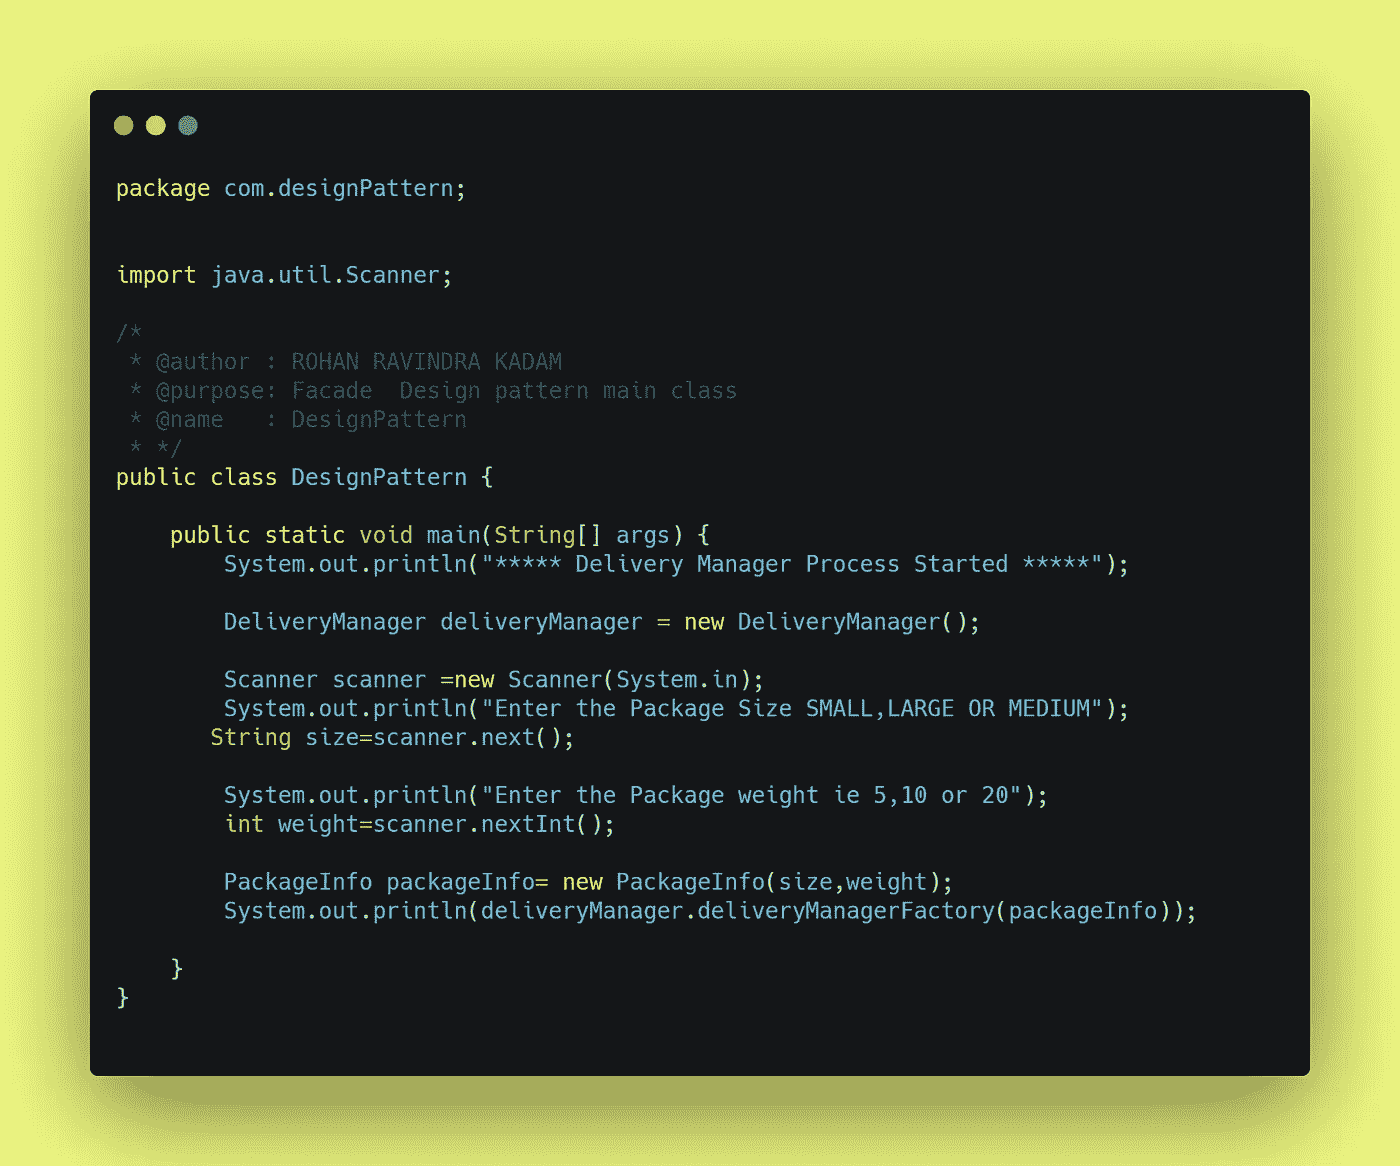 package com.designPattern;
import java.util.Scanner;
/*
 * @author : ROHAN RAVINDRA KADAM
 * @purpose: Facade  Design pattern main class
 * @name   : DesignPattern
 * */
public class DesignPattern {
    public static void main(String[] args) {
        System.out.println("***** Delivery Manager Process Started *****");
        DeliveryManager deliveryManager = new DeliveryManager();
        Scanner scanner =new Scanner(System.in);
        System.out.println("Enter the Package Size SMALL,LARGE OR MEDIUM");
       String size=scanner.next();
        System.out.println("Enter the Package weight ie 5,10 or 20");
        int weight=scanner.nextInt();
        PackageInfo packageInfo= new PackageInfo(size,weight);
        System.out.println(deliveryManager.deliveryManagerFactory(packageInfo));
    }
}